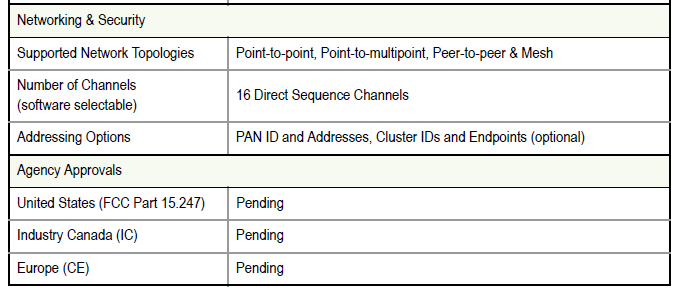 Networking & Security
Supported Network Topologies Point-to-point, Point-to-multipoint, Peer-to-peer & Mesh
Number of Channels
(software selectable) 16 Direct Sequence Channels
Addressing Options PAN ID and Addresses, Cluster IDs and Endpoints (optional)
Agency Approvals
United States (FCC Part 15.247) Pending
Industry Canada (IC) Pending
Europe (CE) Pending